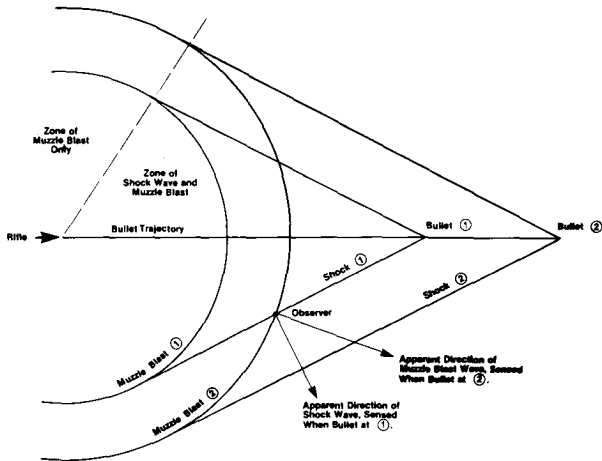 Zone of
Muzzle Blast
Only
Zone of
Shock Wave and
Muzzle Blast
Rifle
Bullet Trajectory
Bullet ①
Bullet ②
Shock ①
Shock ②
Observer
Muzzle Blast ①
Muzzle Blast ②
Apparent Direction of
Muzzle Blast Wave, Sensed
When Bullet at ②.
Apparent Direction of
Shock Wave, Sensed
When Bullet at ①.